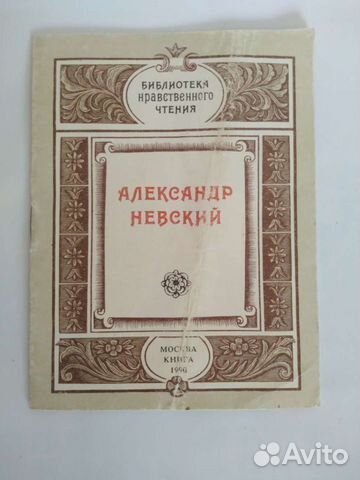 БИБЛИОТЕКА
НРАВСТВЕННОГО
ЧТЕНИЯ
АЛЕКСАНДР
НЕВСКИЙ
МОСКВА
КНИГА
1990
Avito